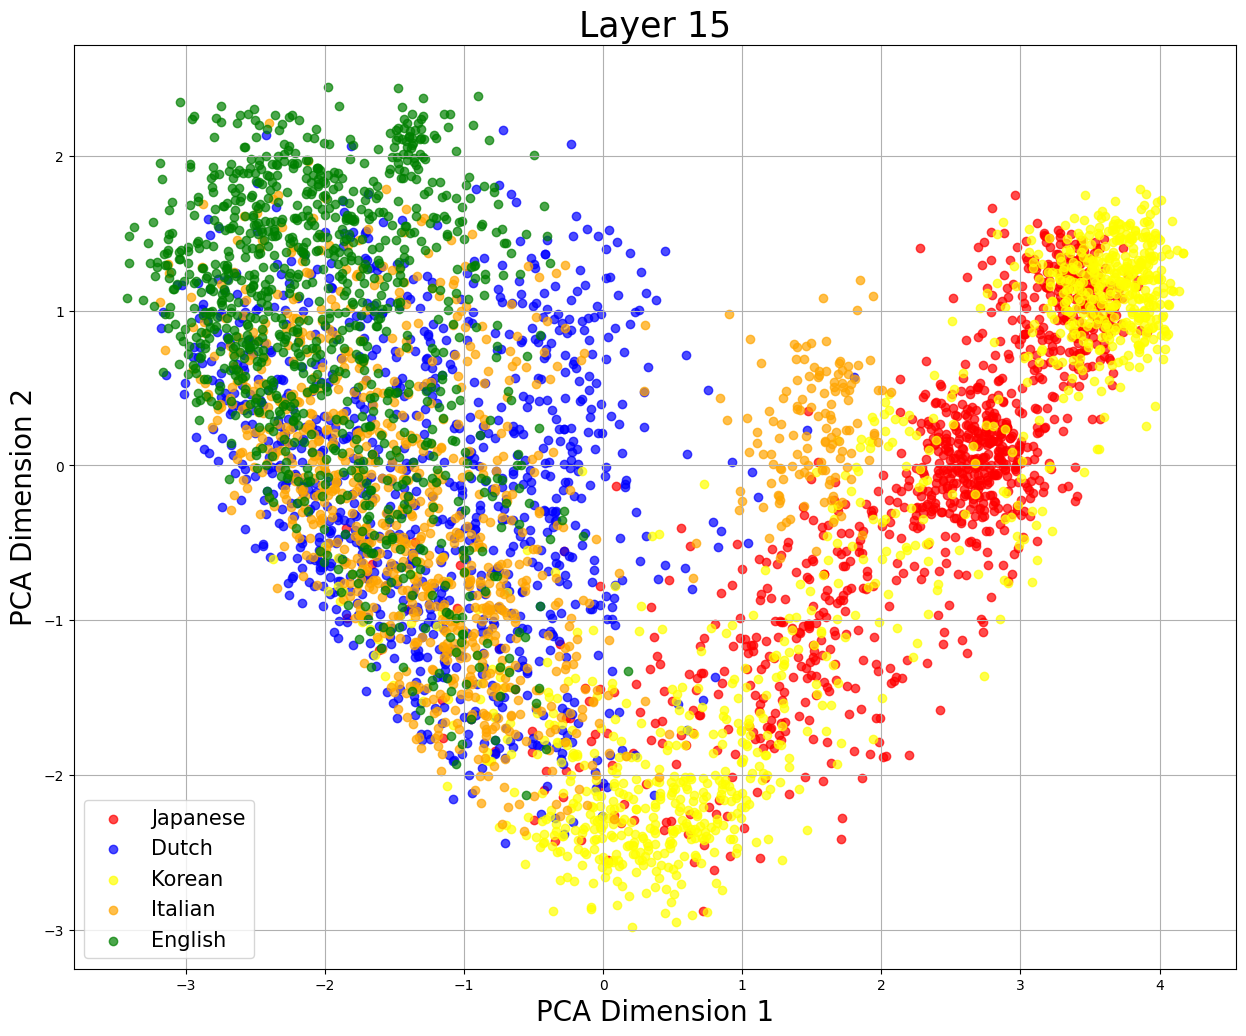 Layer 15
PCA Dimension 2
2
1
0
−1
−2
−3
Japanese
Dutch
Korean
Italian
English
−3 −2 −1 0 1 2 3 4
PCA Dimension 1